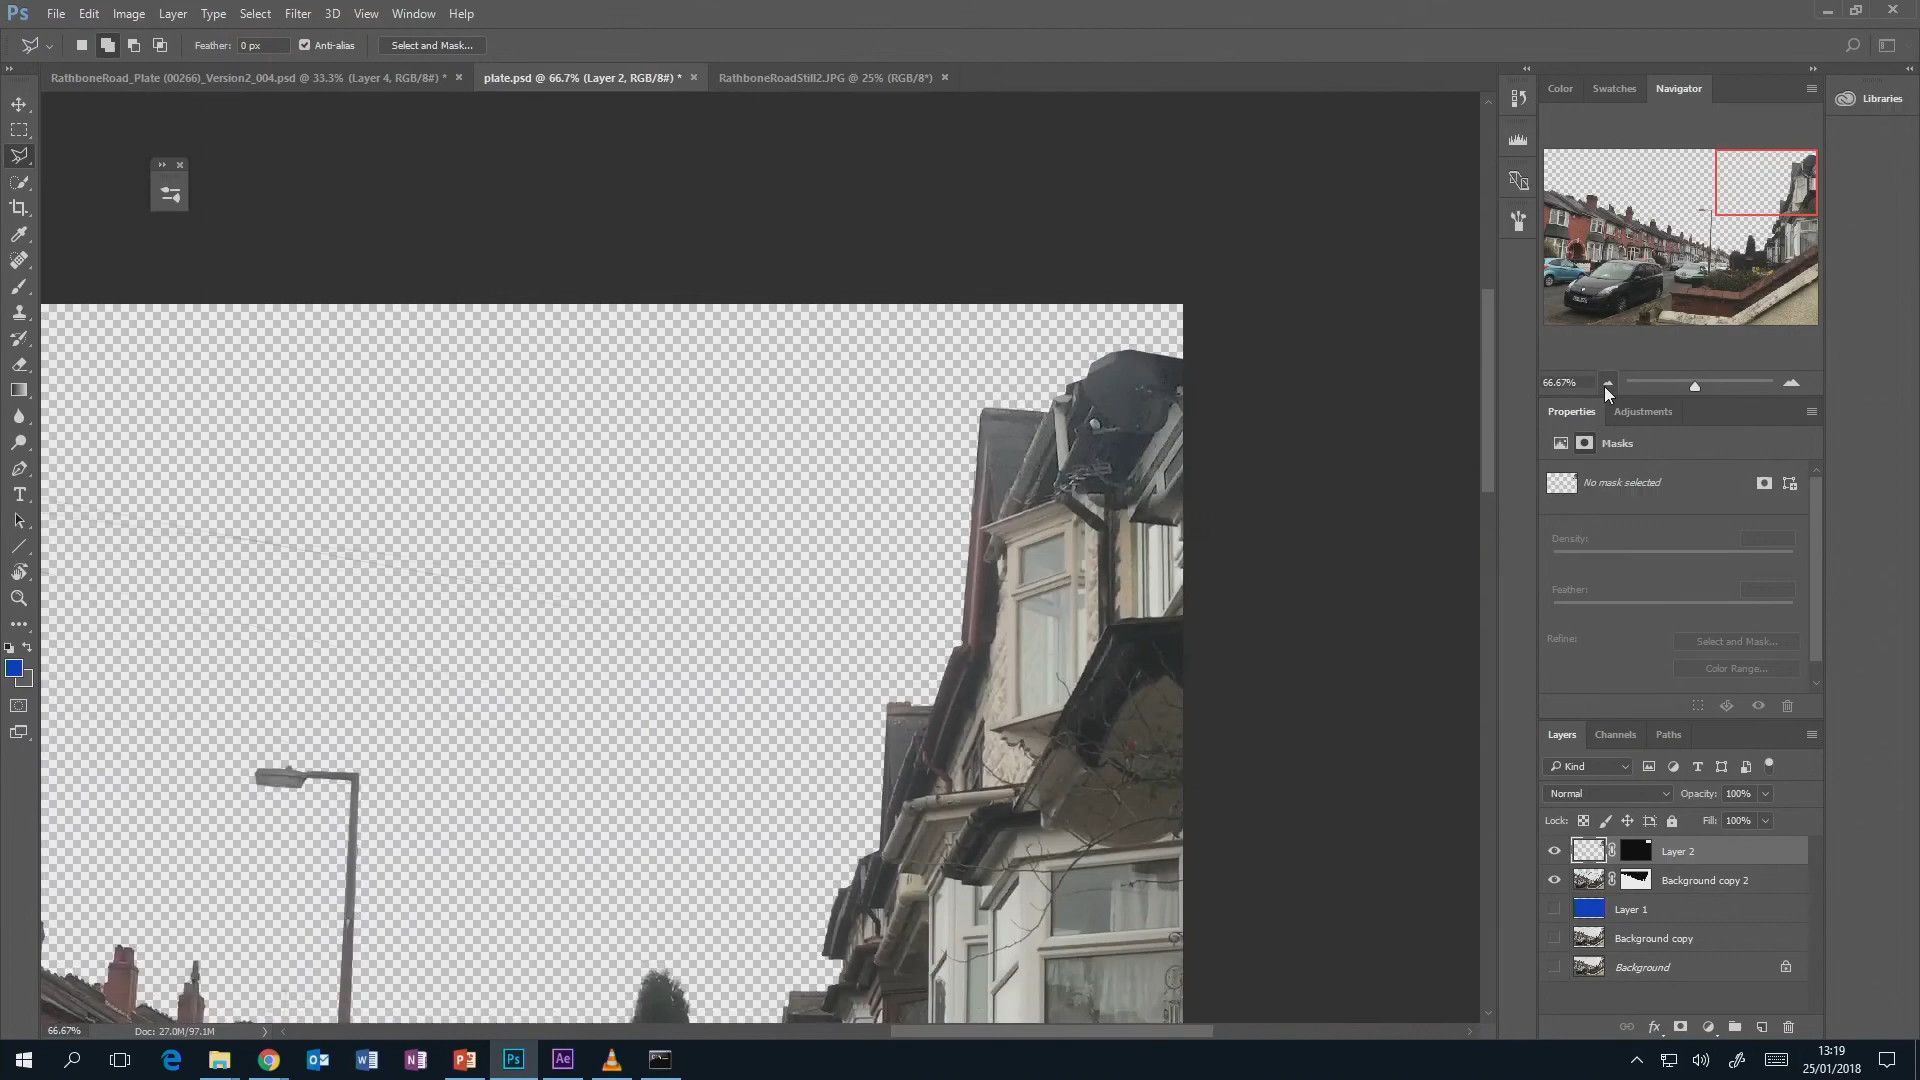 Ps File Edit Image Layer Type Select Filter 3D View Window Help
Feather: 0 px Anti-alias Select and Mask...
RathboneRoad_Plate (00266)_Version2_004.psd @ 33.3% (Layer 4, RGB/8#) * plate.psd @ 66.7% (Layer 2, RGB/8#) * RathboneRoadStill2.JPG @ 25% (RGB/8*)
Color Swatches Navigator
Libraries
66.67%
Properties Adjustments
Masks
No mask selected
Density:
Feather:
Refine: Select and Mask...
Color Range...
Layers Channels Paths
Kind
Normal Opacity: 100%
Lock: Fill: 100%
Layer 2
Background copy 2
Layer 1
Background copy
Background
fx
66.67% Doc: 27.0M/97.1M
Ps Ae
13:19
25/01/2018